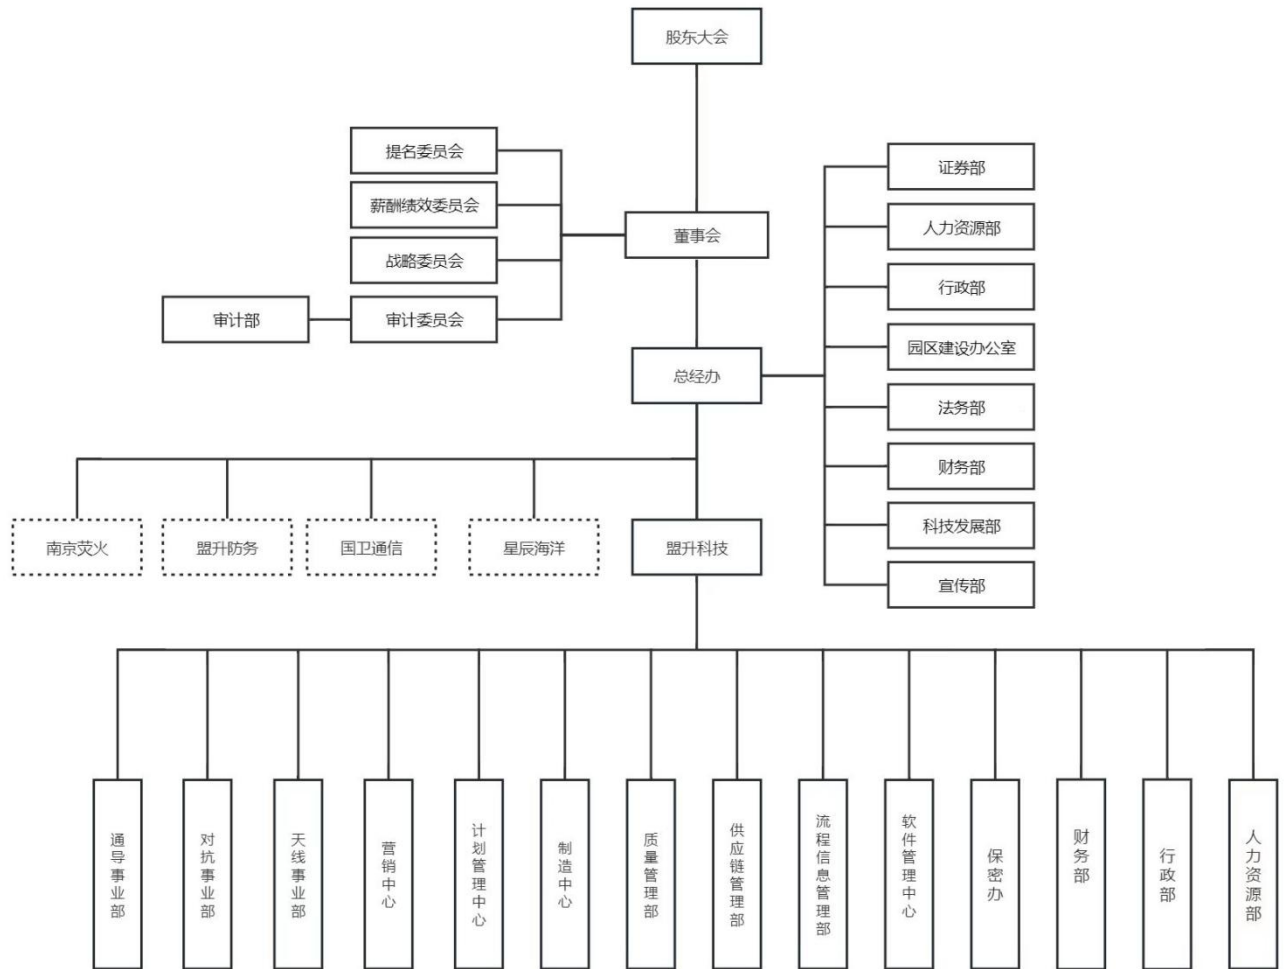 股东大会
提名委员会
证券部
薪酬绩效委员会
人力资源部
董事会
战略委员会
行政部
审计部
审计委员会
园区建设办公室
总经办
法务部
财务部
科技发展部
南京荧火
盟升防务
国卫通信
星辰海洋
盟升科技
宣传部
通导事业部
对抗事业部
天线事业部
营销中心
计划管理中心
制造中心
质量管理部
供应链管理部
流程信息管理部
软件管理中心
保密办
财务部
行政部
人力资源部